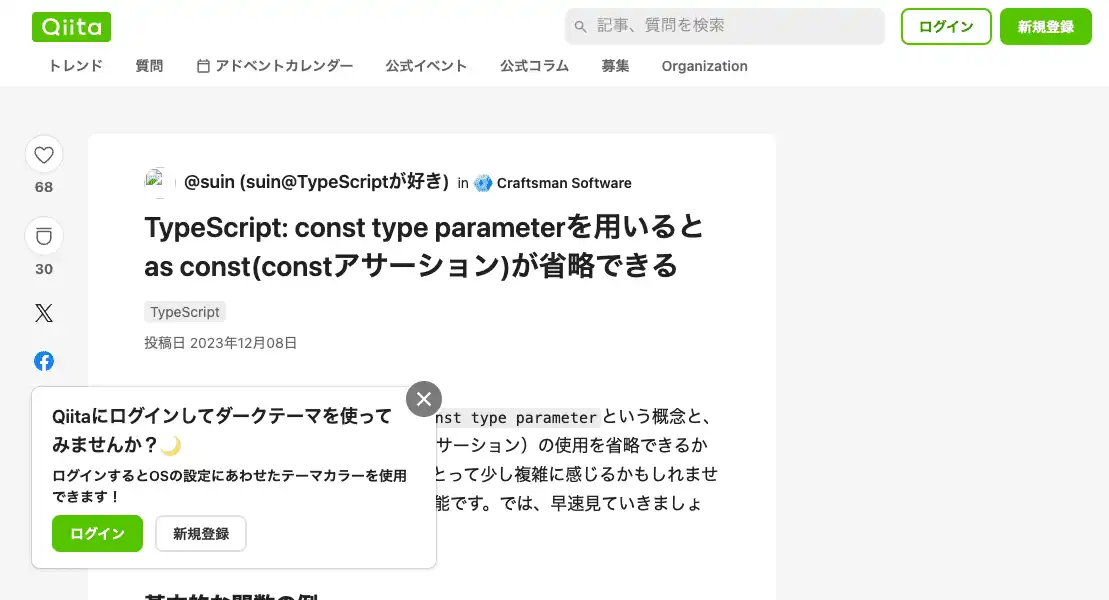 Qiita
記事、質問を検索
ログイン
新規登録
トレンド 質問 アドベントカレンダー 公式イベント 公式コラム 募集 Organization
68
30
@suin (suin@TypeScriptが好き) in Craftsman Software
TypeScript: const type parameterを用いると
as const(constアサーション)が省略できる
TypeScript
投稿日 2023年12月08日
nst type parameterという概念と、
サーション）の使用を省略できるか
とって少し複雑に感じるかもしれませ
能です。では、早速見ていきましょ
Qiitaにログインしてダークテーマを使って
みませんか？🌙
ログインするとOSの設定にあわせたテーマカラーを使用
できます！
ログイン
新規登録
基本的な関数の例